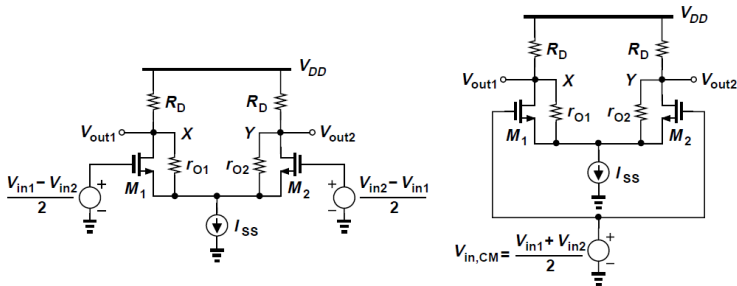 V_DD
R_D R_D
V_out1 X Y V_out2
r_O1 r_O2
M_1 M_2
(V_in1 − V_in2)/2 (V_in2 − V_in1)/2
+ − + −
I_SS
V_DD
R_D R_D
V_out1 X Y V_out2
r_O1 r_O2
M_1 M_2
I_SS
V_in,CM = (V_in1 + V_in2)/2
+ −